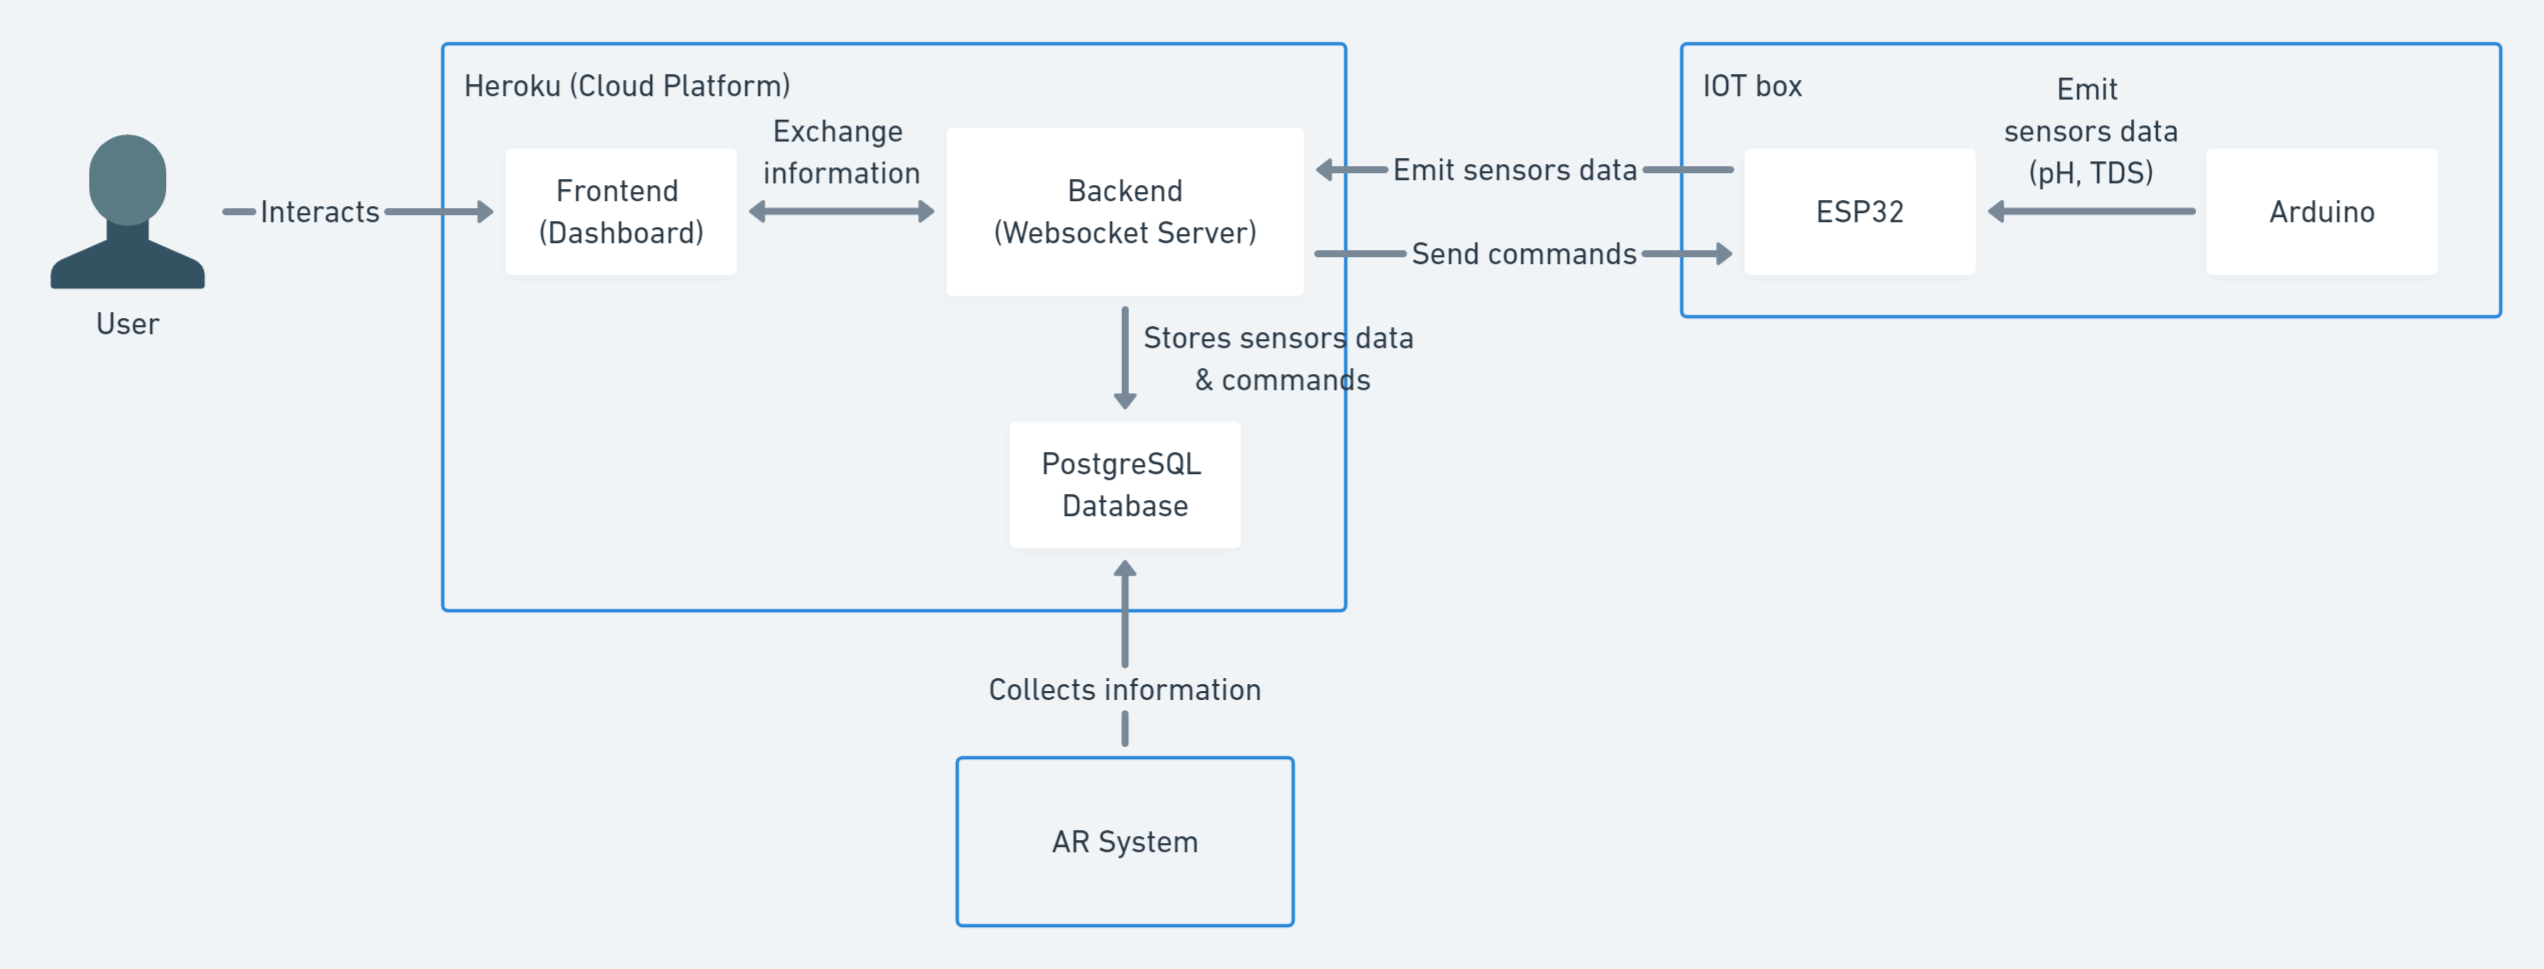 Heroku (Cloud Platform)
IOT box
Emit
sensors data
(pH, TDS)
Exchange
information
User
Interacts
Frontend
(Dashboard)
Backend
(Websocket Server)
Emit sensors data
Send commands
ESP32
Arduino
Stores sensors data
& commands
PostgreSQL
Database
Collects information
AR System